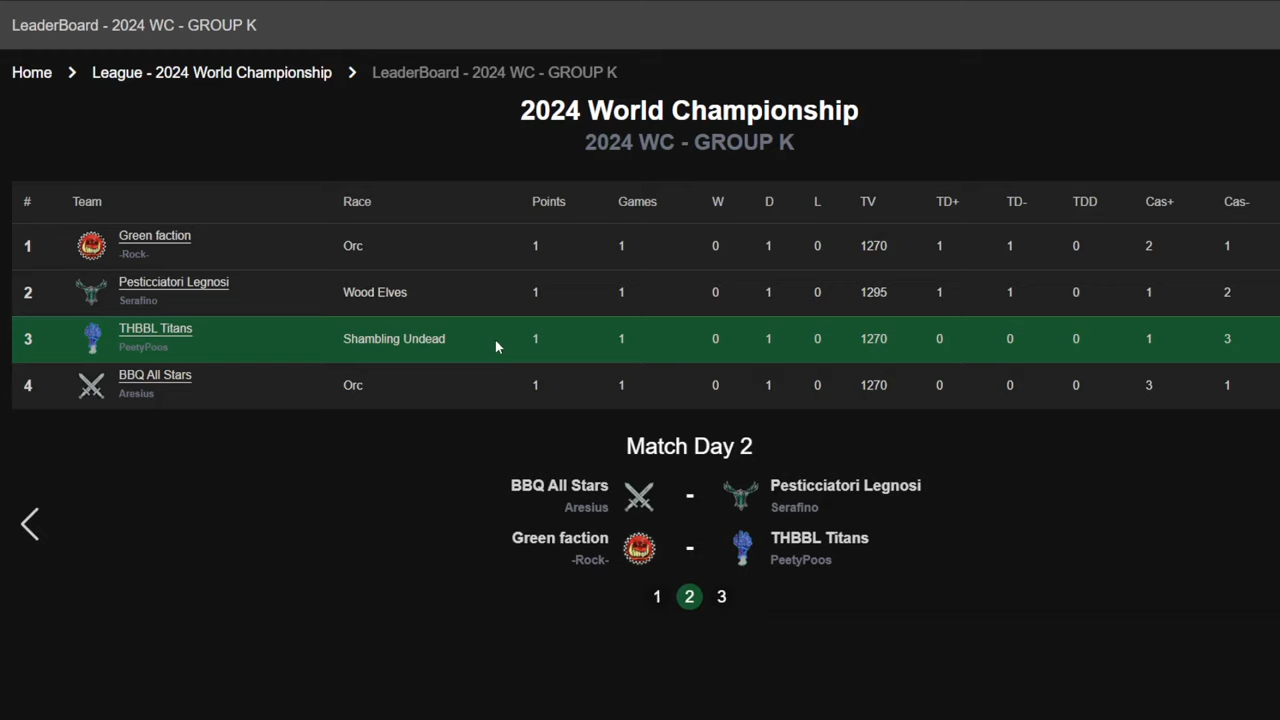 LeaderBoard - 2024 WC - GROUP K
Home > League - 2024 World Championship > LeaderBoard - 2024 WC - GROUP K
2024 World Championship
2024 WC - GROUP K
# Team Race Points Games W D L TV TD+ TD- TDD Cas+ Cas-
1 Green faction Orc 1 1 0 1 0 1270 1 1 0 2 1
-Rock-
2 Pesticciatori Legnosi Wood Elves 1 1 0 1 0 1295 1 1 0 1 2
Serafino
3 THBBL Titans Shambling Undead 1 1 0 1 0 1270 0 0 0 1 3
PeetyPoos
4 BBQ All Stars Orc 1 1 0 1 0 1270 0 0 0 3 1
Aresius
Match Day 2
BBQ All Stars - Pesticciatori Legnosi
Aresius Serafino
Green faction - THBBL Titans
-Rock- PeetyPoos
1 2 3